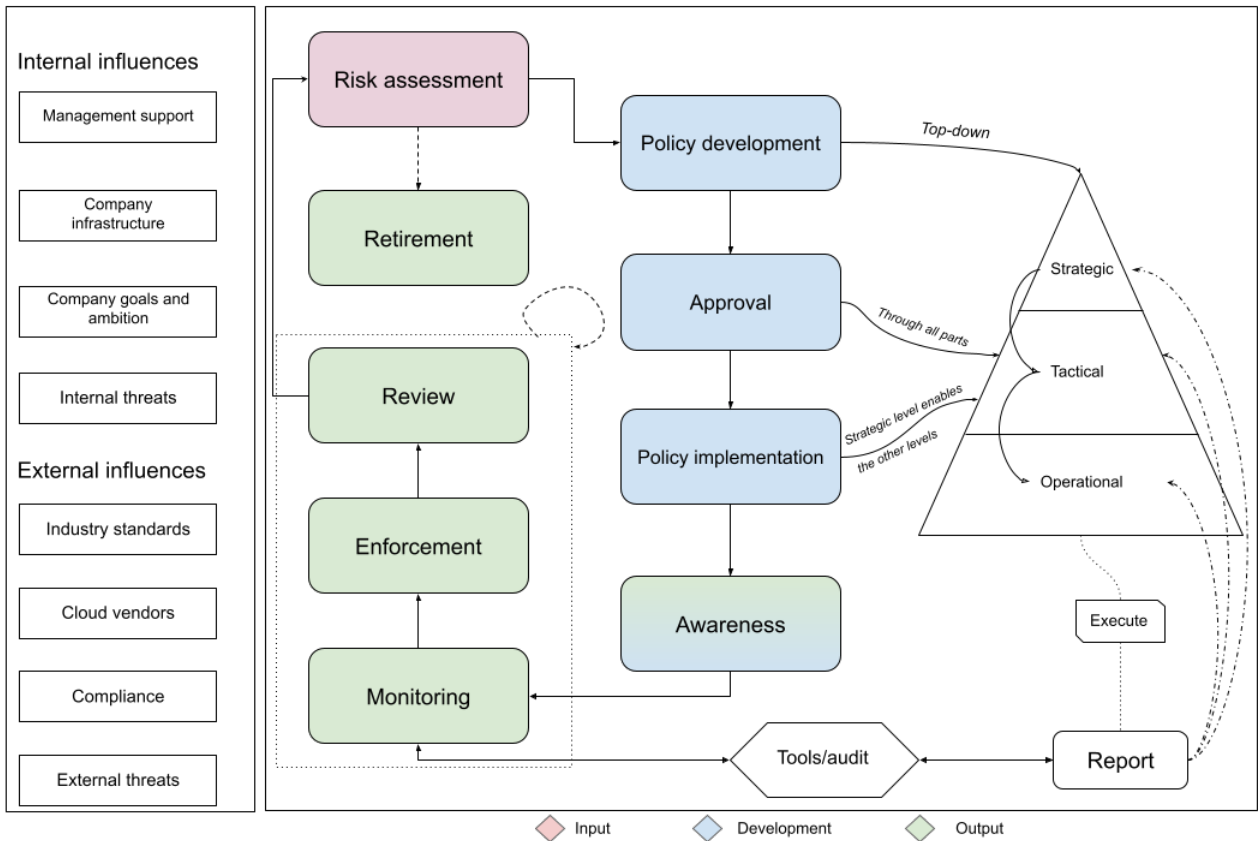 Internal influences
Management support
Company
infrastructure
Company goals and
ambition
Internal threats
External influences
Industry standards
Cloud vendors
Compliance
External threats
Risk assessment
Retirement
Review
Enforcement
Monitoring
Policy development
Approval
Policy implementation
Awareness
Top-down
Through all parts
Strategic level enables
the other levels
Strategic
Tactical
Operational
Execute
Tools/audit
Report
Input
Development
Output